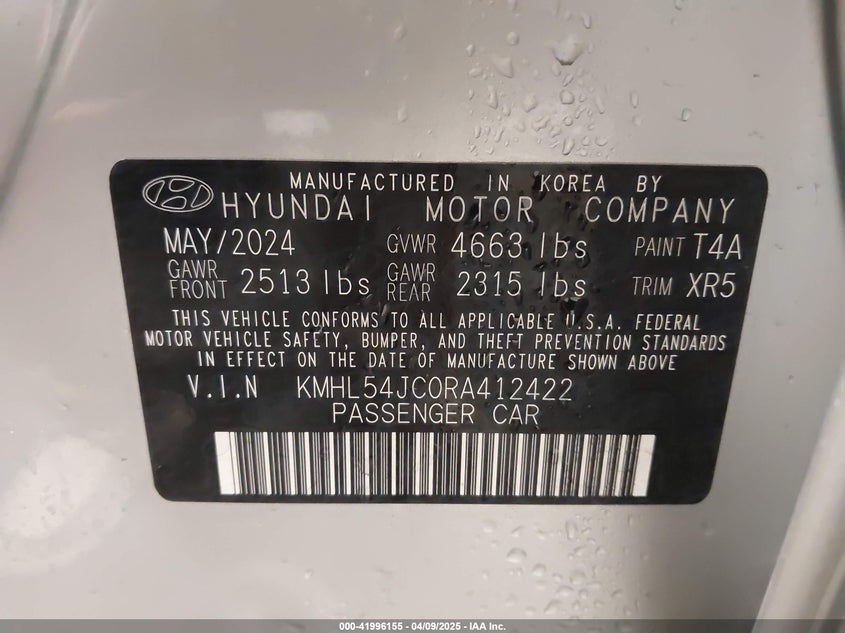 MANUFACTURED IN KOREA BY
HYUNDAI MOTOR COMPANY
MAY/2024 GVWR 4663 lbs PAINT T4A
GAWR FRONT 2513 lbs GAWR REAR 2315 lbs TRIM XR5
THIS VEHICLE CONFORMS TO ALL APPLICABLE U.S.A. FEDERAL
MOTOR VEHICLE SAFETY, BUMPER, AND THEFT PREVENTION STANDARDS
IN EFFECT ON THE DATE OF MANUFACTURE SHOWN ABOVE
V.I.N KMHL54JC0RA412422
PASSENGER CAR
000-41996155 - 04/09/2025 - IAA Inc.